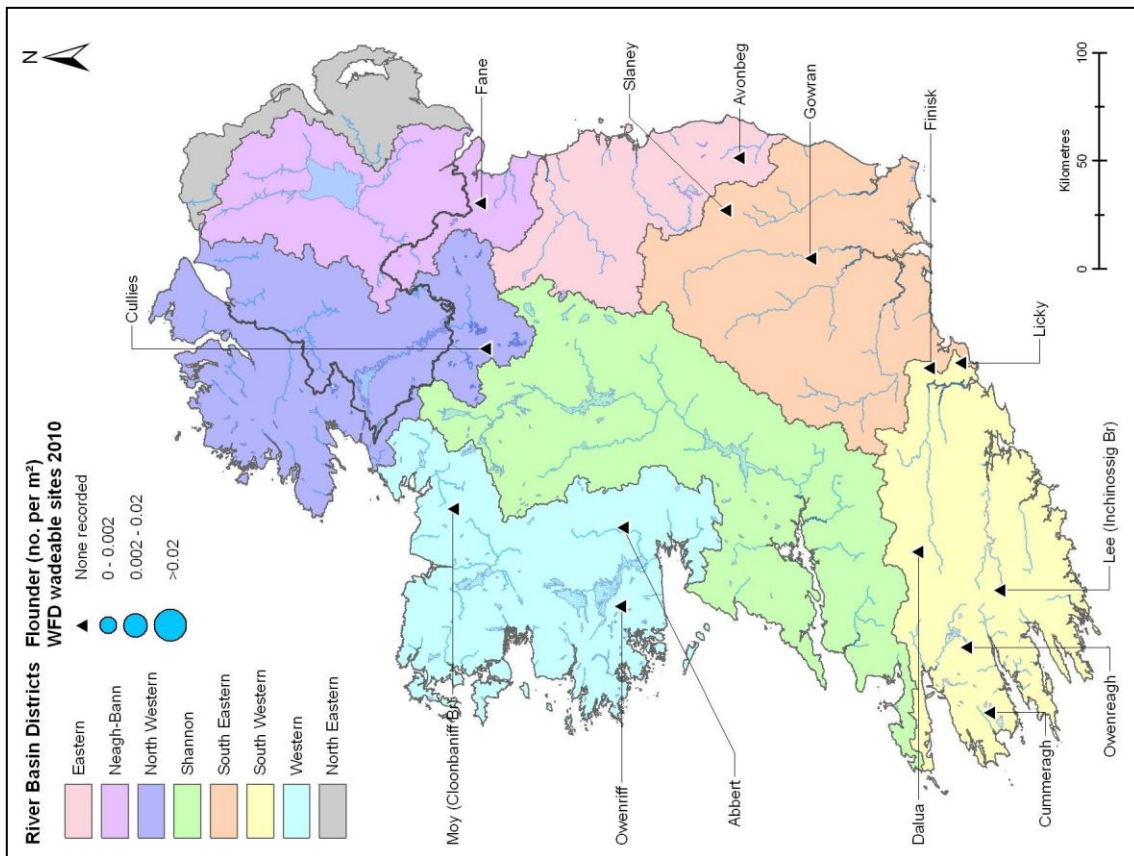 River Basin Districts
Eastern
Neagh-Bann
North Western
Shannon
South Eastern
South Western
Western
North Eastern
Flounder (no. per m²)
WFD wadeable sites 2010
None recorded
0 - 0.002
0.002 - 0.02
>0.02
N
Cullies
Fane
Slaney
Avonbeg
Gowran
Finisk
Licky
Moy (Cloonbaniff Br)
Owenriff
Abbert
Dalua
Cummeragh
Owenreagh
Lee (Inchinossig Br)
0
50
100
Kilometres